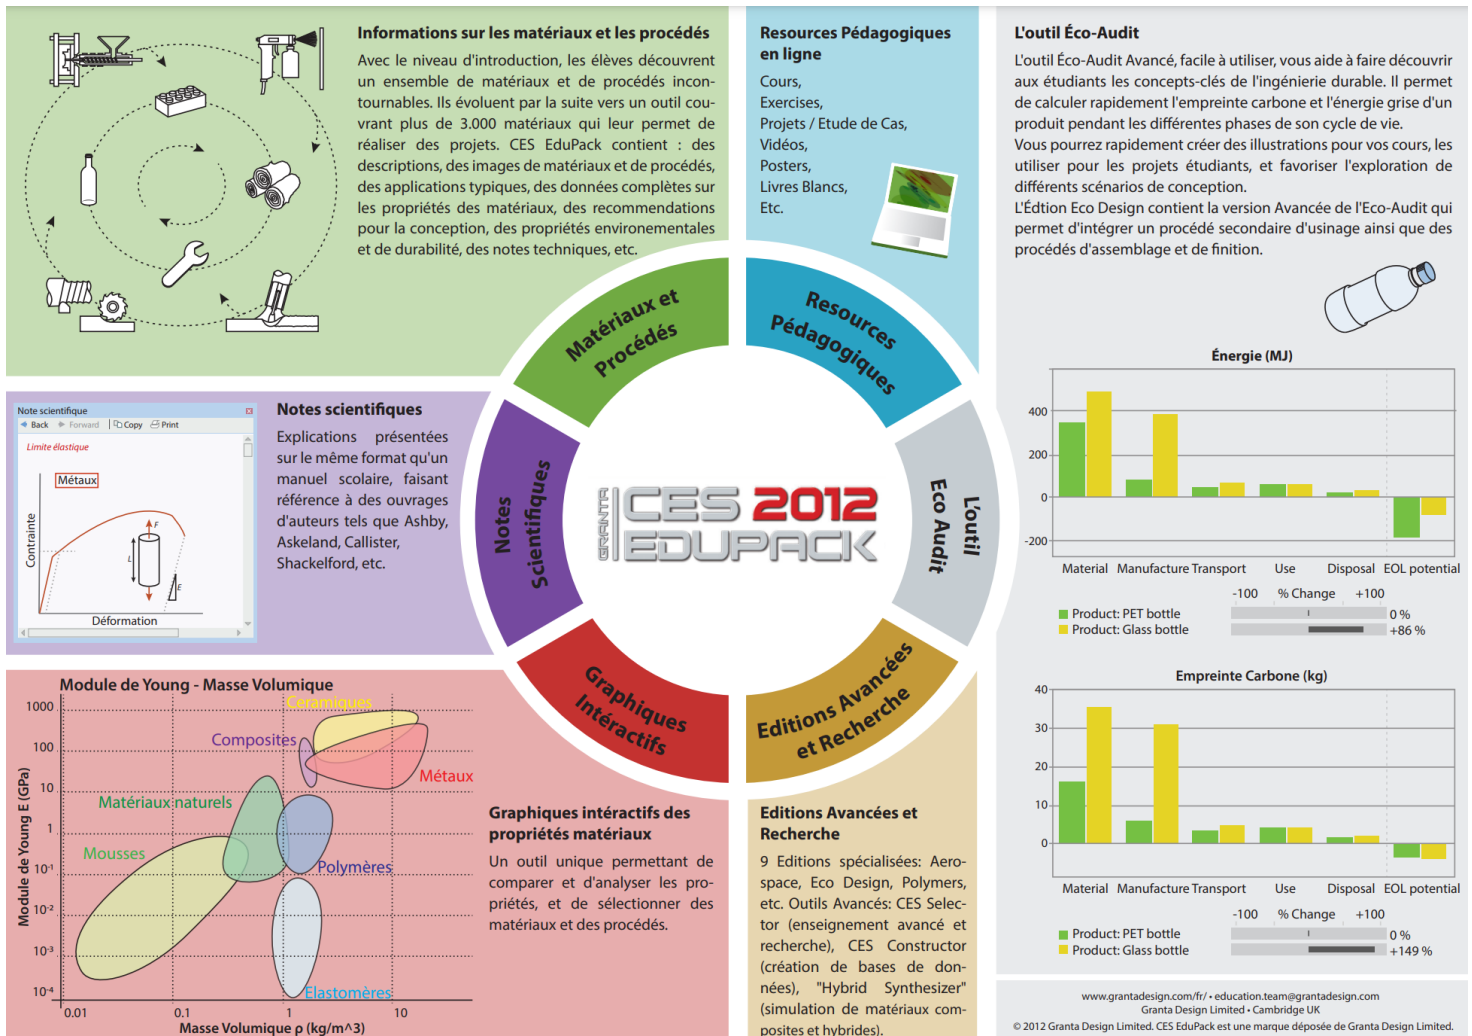 Informations sur les matériaux et les procédés
Avec le niveau d'introduction, les élèves découvrent
un ensemble de matériaux et de procédés incon-
tournables. Ils évoluent par la suite vers un outil cou-
vrant plus de 3.000 matériaux qui leur permet de
réaliser des projets. CES EduPack contient : des
descriptions, des images de matériaux et de procédés,
des applications typiques, des données complètes sur
les propriétés des matériaux, des recommendations
pour la conception, des propriétés environementales
et de durabilité, des notes techniques, etc.
Resources Pédagogiques
en ligne
Cours,
Exercises,
Projets / Etude de Cas,
Vidéos,
Posters,
Livres Blancs,
Etc.
L'outil Éco-Audit
L'outil Éco-Audit Avancé, facile à utiliser, vous aide à faire découvrir
aux étudiants les concepts-clés de l'ingénierie durable. Il permet
de calculer rapidement l'empreinte carbone et l'énergie grise d'un
produit pendant les différentes phases de son cycle de vie.
Vous pourrez rapidement créer des illustrations pour vos cours, les
utiliser pour les projets étudiants, et favoriser l'exploration de
différents scénarios de conception.
L'Édtion Eco Design contient la version Avancée de l'Eco-Audit qui
permet d'intégrer un procédé secondaire d'usinage ainsi que des
procédés d'assemblage et de finition.
Matériaux et
Procédés
Resources
Pédagogiques
L'outil
Eco Audit
Editions Avancées
et Recherche
Graphiques
Intéractifs
Notes
Scientifiques
GRANTA
CES 2012
EDUPACK
Note scientifique
Back Forward Copy Print
Limite élastique
Métaux
Contrainte
F
L
E
Déformation
Notes scientifiques
Explications présentées
sur le même format qu'un
manuel scolaire, faisant
référence à des ouvrages
d'auteurs tels que Ashby,
Askeland, Callister,
Shackelford, etc.
Énergie (MJ)
400
200
0
-200
Material Manufacture Transport Use Disposal EOL potential
-100 % Change +100
Product: PET bottle 0 %
Product: Glass bottle +86 %
Empreinte Carbone (kg)
40
30
20
10
0
Material Manufacture Transport Use Disposal EOL potential
-100 % Change +100
Product: PET bottle 0 %
Product: Glass bottle +149 %
Module de Young - Masse Volumique
Module de Young E (GPa)
1000
100
10
1
10-1
10-2
10-3
10-4
Ceramiques
Composites
Métaux
Matériaux naturels
Mousses
Polymères
Elastomères
0.01 0.1 1 10
Masse Volumique ρ (kg/m^3)
Graphiques intéractifs des
propriétés matériaux
Un outil unique permettant de
comparer et d'analyser les pro-
priétés, et de sélectionner des
matériaux et des procédés.
Editions Avancées et
Recherche
9 Editions spécialisées: Aero-
space, Eco Design, Polymers,
etc. Outils Avancés: CES Selec-
tor (enseignement avancé et
recherche), CES Constructor
(création de bases de don-
nées), "Hybrid Synthesizer"
(simulation de matériaux com-
posites et hybrides).
www.grantadesign.com/fr/ • education.team@grantadesign.com
Granta Design Limited • Cambridge UK
© 2012 Granta Design Limited. CES EduPack est une marque déposée de Granta Design Limited.